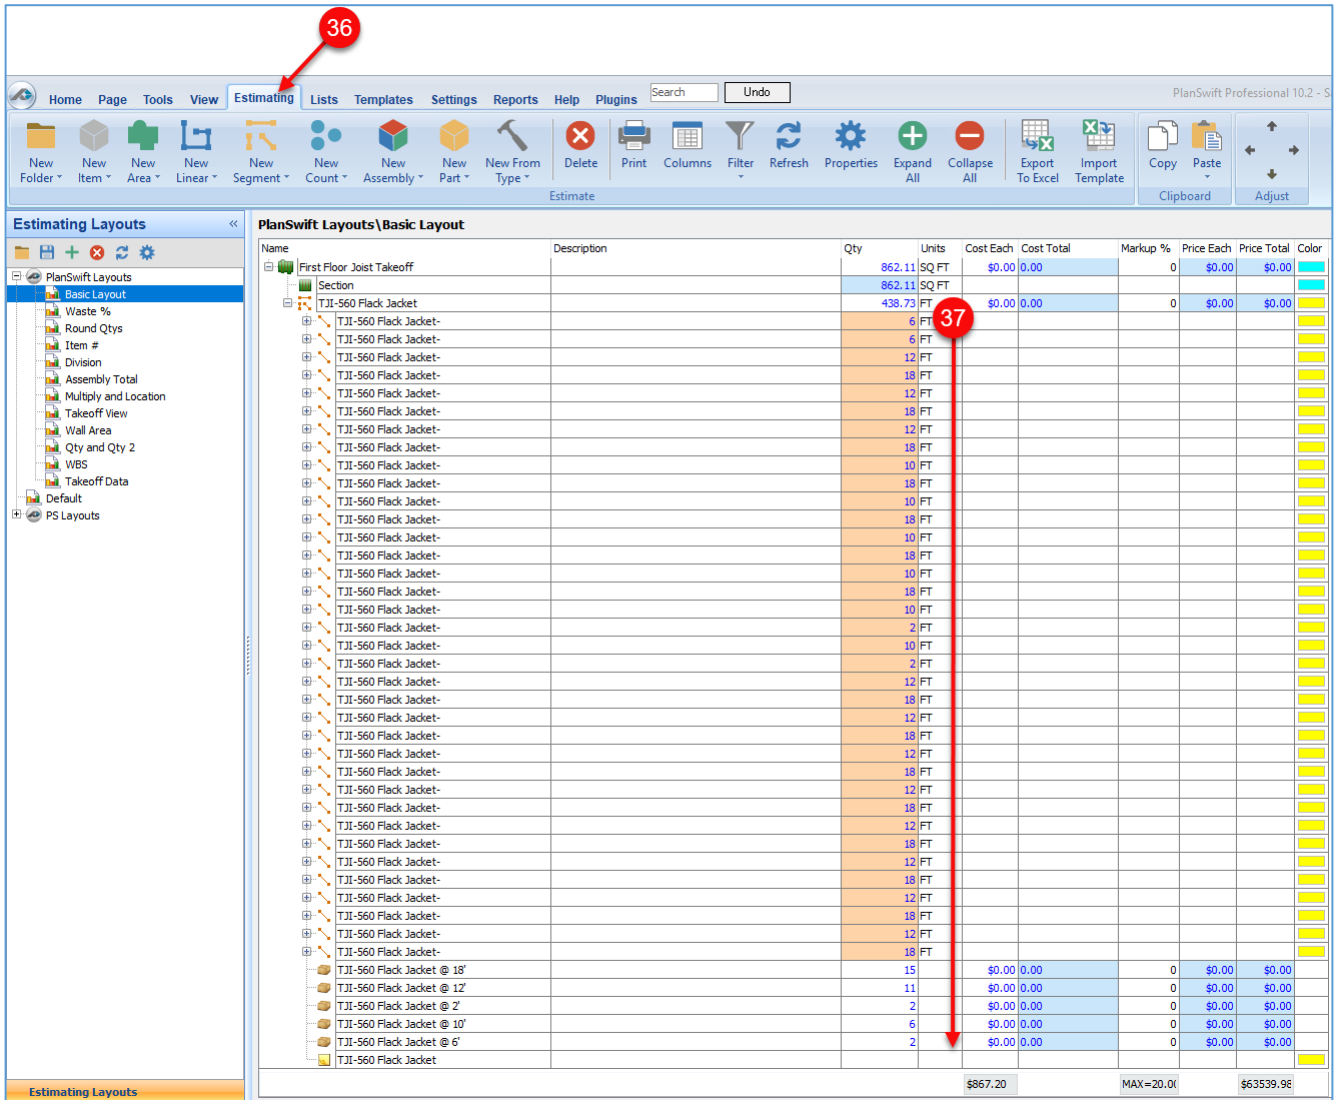 36
Home Page Tools View Estimating Lists Templates Settings Reports Help Plugins Search Undo PlanSwift Professional 10.2 - S
New Folder New Item New Area New Linear New Segment New Count New Assembly New Part New From Type Delete Print Columns Filter Refresh Properties Expand All Collapse All Export To Excel Import Template Copy Paste
Estimate Clipboard Adjust
Estimating Layouts «
PlanSwift Layouts
Basic Layout
Waste %
Round Qtys
Item #
Division
Assembly Total
Multiply and Location
Takeoff View
Wall Area
Qty and Qty 2
WBS
Takeoff Data
Default
PS Layouts
Estimating Layouts
PlanSwift Layouts\Basic Layout
Name Description Qty Units Cost Each Cost Total Markup % Price Each Price Total Color
First Floor Joist Takeoff 862.11 SQ FT $0.00 0.00 0 $0.00 $0.00
Section 862.11 SQ FT
TJI-560 Flack Jacket 438.73 FT $0.00 0.00 0 $0.00 $0.00
37
TJI-560 Flack Jacket- 6 FT
TJI-560 Flack Jacket- 6 FT
TJI-560 Flack Jacket- 12 FT
TJI-560 Flack Jacket- 18 FT
TJI-560 Flack Jacket- 12 FT
TJI-560 Flack Jacket- 18 FT
TJI-560 Flack Jacket- 12 FT
TJI-560 Flack Jacket- 18 FT
TJI-560 Flack Jacket- 10 FT
TJI-560 Flack Jacket- 18 FT
TJI-560 Flack Jacket- 10 FT
TJI-560 Flack Jacket- 18 FT
TJI-560 Flack Jacket- 10 FT
TJI-560 Flack Jacket- 18 FT
TJI-560 Flack Jacket- 10 FT
TJI-560 Flack Jacket- 18 FT
TJI-560 Flack Jacket- 10 FT
TJI-560 Flack Jacket- 2 FT
TJI-560 Flack Jacket- 10 FT
TJI-560 Flack Jacket- 2 FT
TJI-560 Flack Jacket- 12 FT
TJI-560 Flack Jacket- 18 FT
TJI-560 Flack Jacket- 12 FT
TJI-560 Flack Jacket- 18 FT
TJI-560 Flack Jacket- 12 FT
TJI-560 Flack Jacket- 18 FT
TJI-560 Flack Jacket- 12 FT
TJI-560 Flack Jacket- 18 FT
TJI-560 Flack Jacket- 12 FT
TJI-560 Flack Jacket- 18 FT
TJI-560 Flack Jacket- 12 FT
TJI-560 Flack Jacket- 18 FT
TJI-560 Flack Jacket- 12 FT
TJI-560 Flack Jacket- 18 FT
TJI-560 Flack Jacket- 12 FT
TJI-560 Flack Jacket- 18 FT
TJI-560 Flack Jacket @ 18' 15 $0.00 0.00 0 $0.00 $0.00
TJI-560 Flack Jacket @ 12' 11 $0.00 0.00 0 $0.00 $0.00
TJI-560 Flack Jacket @ 2' 2 $0.00 0.00 0 $0.00 $0.00
TJI-560 Flack Jacket @ 10' 6 $0.00 0.00 0 $0.00 $0.00
TJI-560 Flack Jacket @ 6' 2 $0.00 0.00 0 $0.00 $0.00
TJI-560 Flack Jacket
$867.20 MAX=20.0( $63539.98